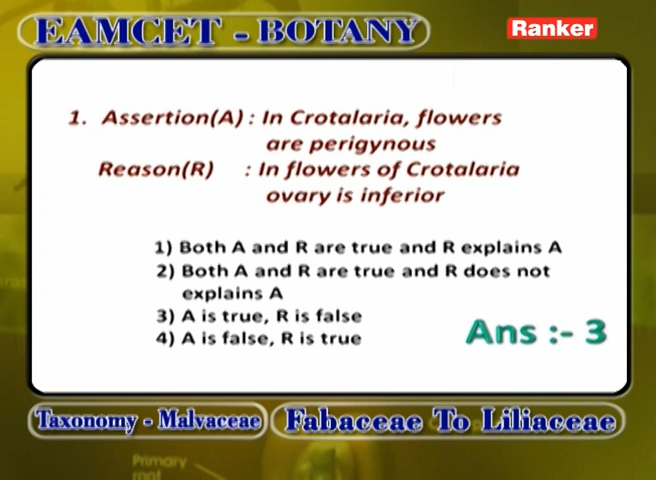 EAMCET - BOTANY
Ranker
1. Assertion(A) : In Crotalaria, flowers
are perigynous
Reason(R) : In flowers of Crotalaria
ovary is inferior
1) Both A and R are true and R explains A
2) Both A and R are true and R does not
explains A
3) A is true, R is false
4) A is false, R is true
Ans :- 3
Taxonomy - Malvaceae
Fabaceae To Liliaceae
Primary
root